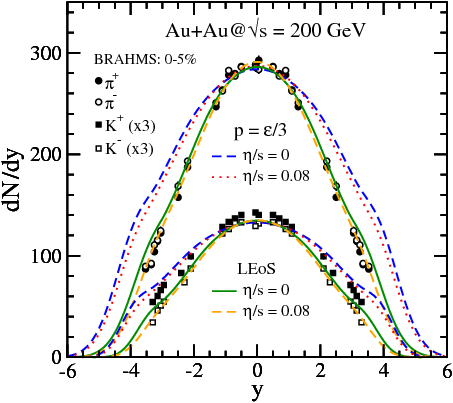 Au+Au@√s = 200 GeV
BRAHMS: 0-5%
π⁺
π⁻
K⁺ (x3)
K⁻ (x3)
p = ε/3
η/s = 0
η/s = 0.08
LEoS
η/s = 0
η/s = 0.08
dN/dy
300
200
100
0
-6 -4 -2 0 2 4 6
y